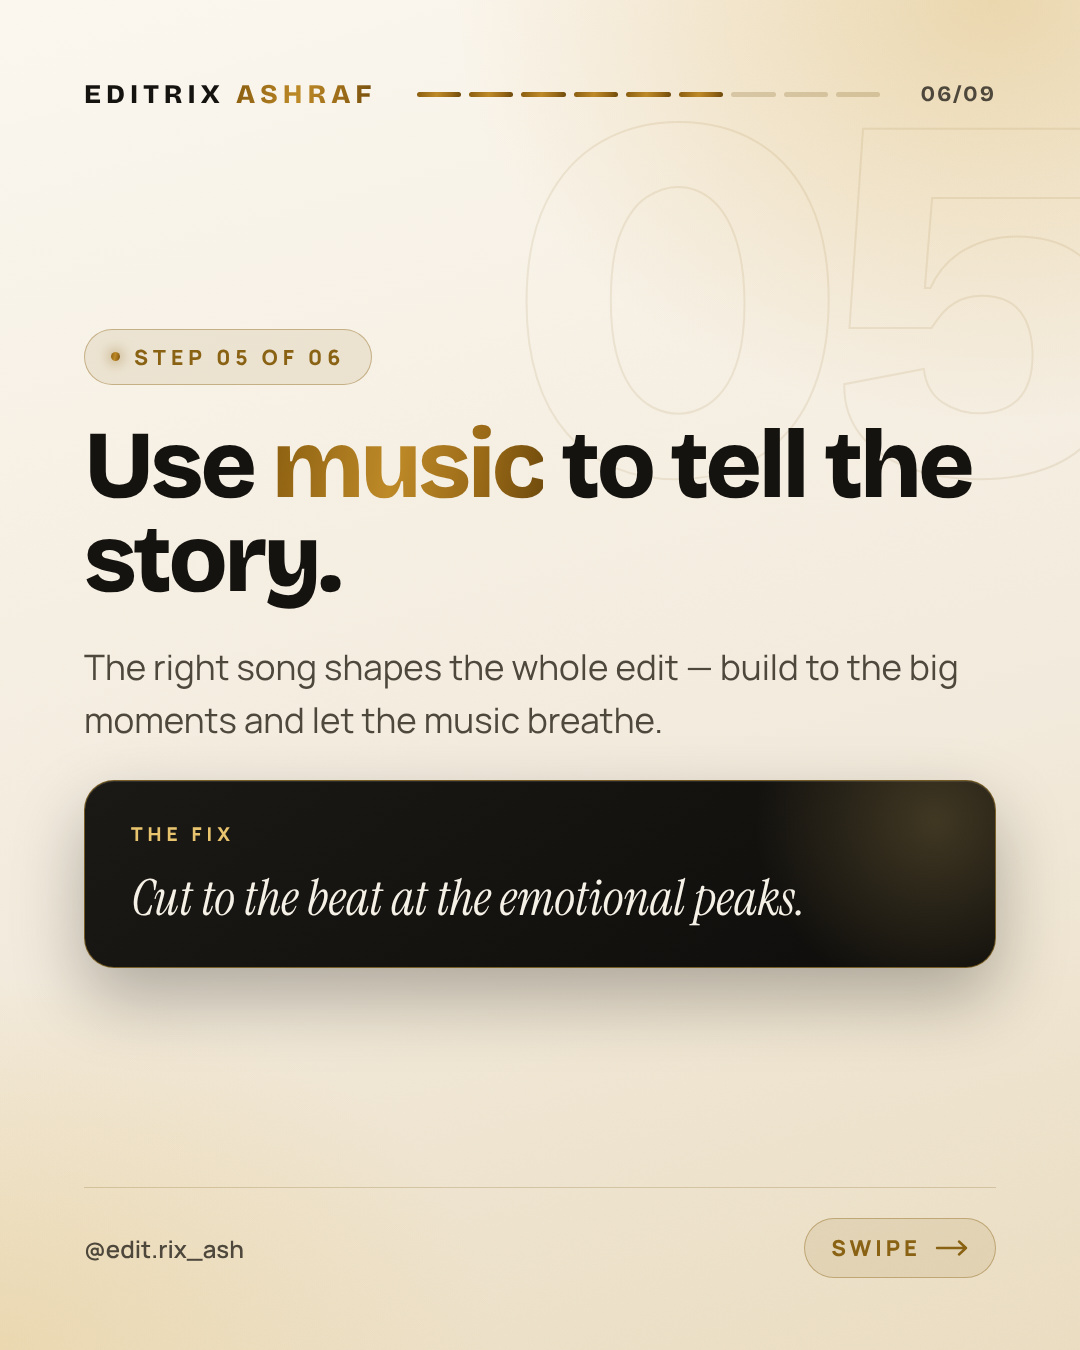 EDITRIX ASHRAF
06/09
05
STEP 05 OF 06
Use music to tell the
story.
The right song shapes the whole edit — build to the big
moments and let the music breathe.
THE FIX
Cut to the beat at the emotional peaks.
@edit.rix_ash
SWIPE →